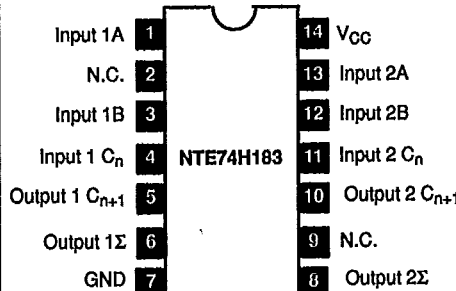 Input 1A 1 14 VCC
N.C. 2 13 Input 2A
Input 1B 3 12 Input 2B
Input 1 Cn 4 NTE74H183 11 Input 2 Cn
Output 1 Cn+1 5 10 Output 2 Cn+1
Output 1Σ 6 9 N.C.
GND 7 8 Output 2Σ